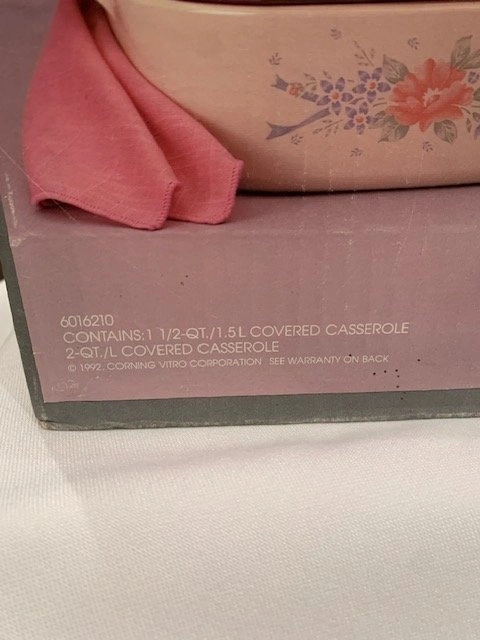 6016210
CONTAINS: 1 1/2-QT./1.5 L COVERED CASSEROLE
2-QT./L COVERED CASSEROLE
© 1992, CORNING VITRO CORPORATION SEE WARRANTY ON BACK